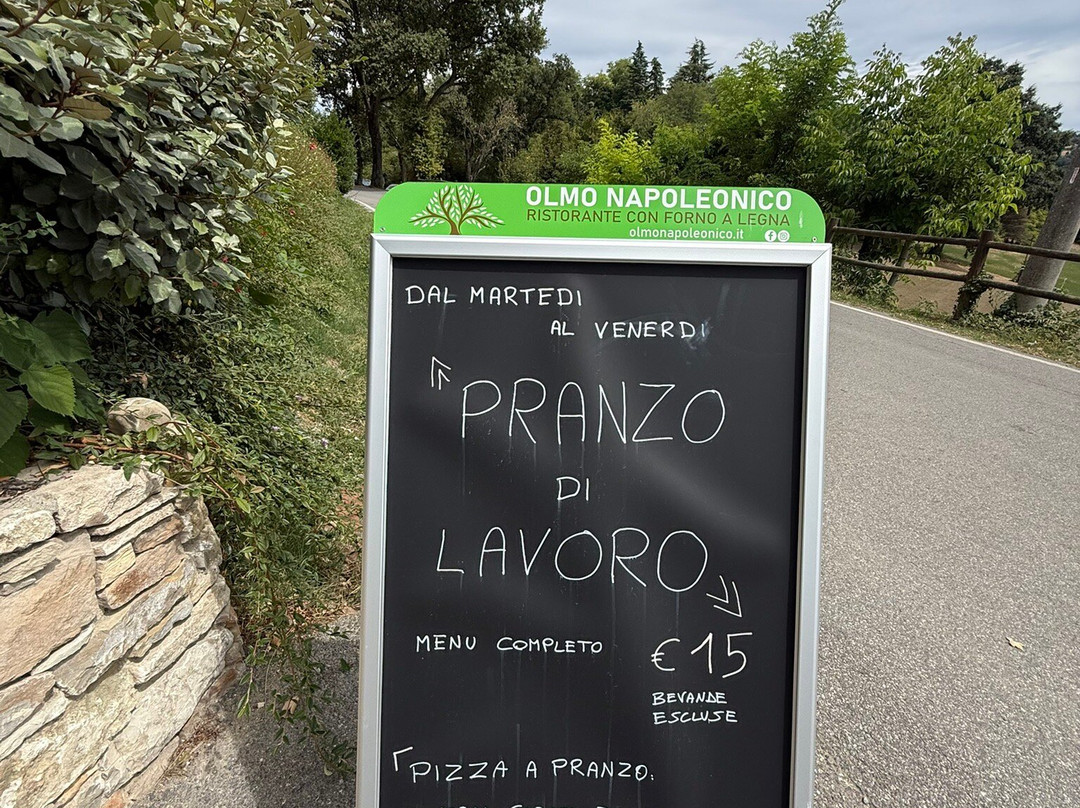 OLMO NAPOLEONICO
RISTORANTE CON FORNO A LEGNA
olmonapoleonico.it
DAL MARTEDI
AL VENERDI
PRANZO
DI
LAVORO
MENU COMPLETO
€15
BEVANDE
ESCLUSE
PIZZA A PRANZO: